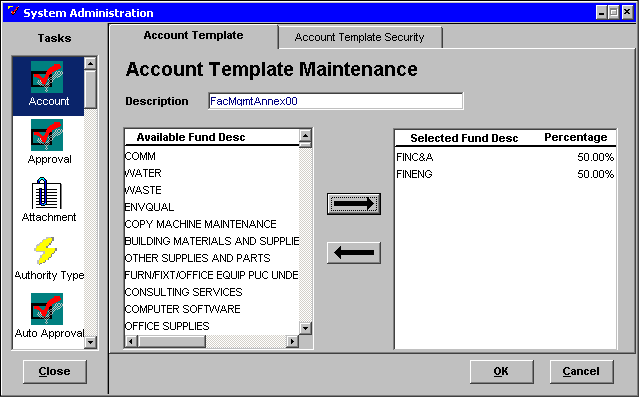 System Administration
Tasks
Account
Approval
Attachment
Authority Type
Auto Approval
Close
Account Template
Account Template Security
Account Template Maintenance
Description FacMgmtAnnex00
Available Fund Desc
COMM
WATER
WASTE
ENVQUAL
COPY MACHINE MAINTENANCE
BUILDING MATERIALS AND SUPPLIE
OTHER SUPPLIES AND PARTS
FURN/FIXT/OFFICE EQUIP PUC UNDE
CONSULTING SERVICES
COMPUTER SOFTWARE
OFFICE SUPPLIES
Selected Fund Desc Percentage
FINC&A 50.00%
FINENG 50.00%
OK
Cancel